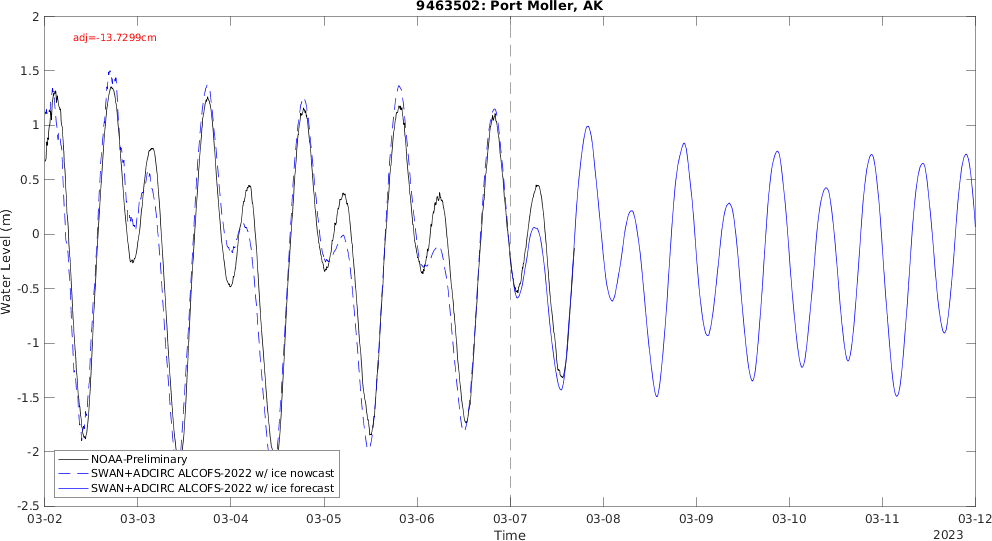 9463502: Port Moller, AK
adj=-13.7299cm
2
1.5
1
0.5
0
-0.5
-1
-1.5
-2
-2.5
Water Level (m)
NOAA-Preliminary
SWAN+ADCIRC ALCOFS-2022 w/ ice nowcast
SWAN+ADCIRC ALCOFS-2022 w/ ice forecast
03-02 03-03 03-04 03-05 03-06 03-07 03-08 03-09 03-10 03-11 03-12
Time
2023